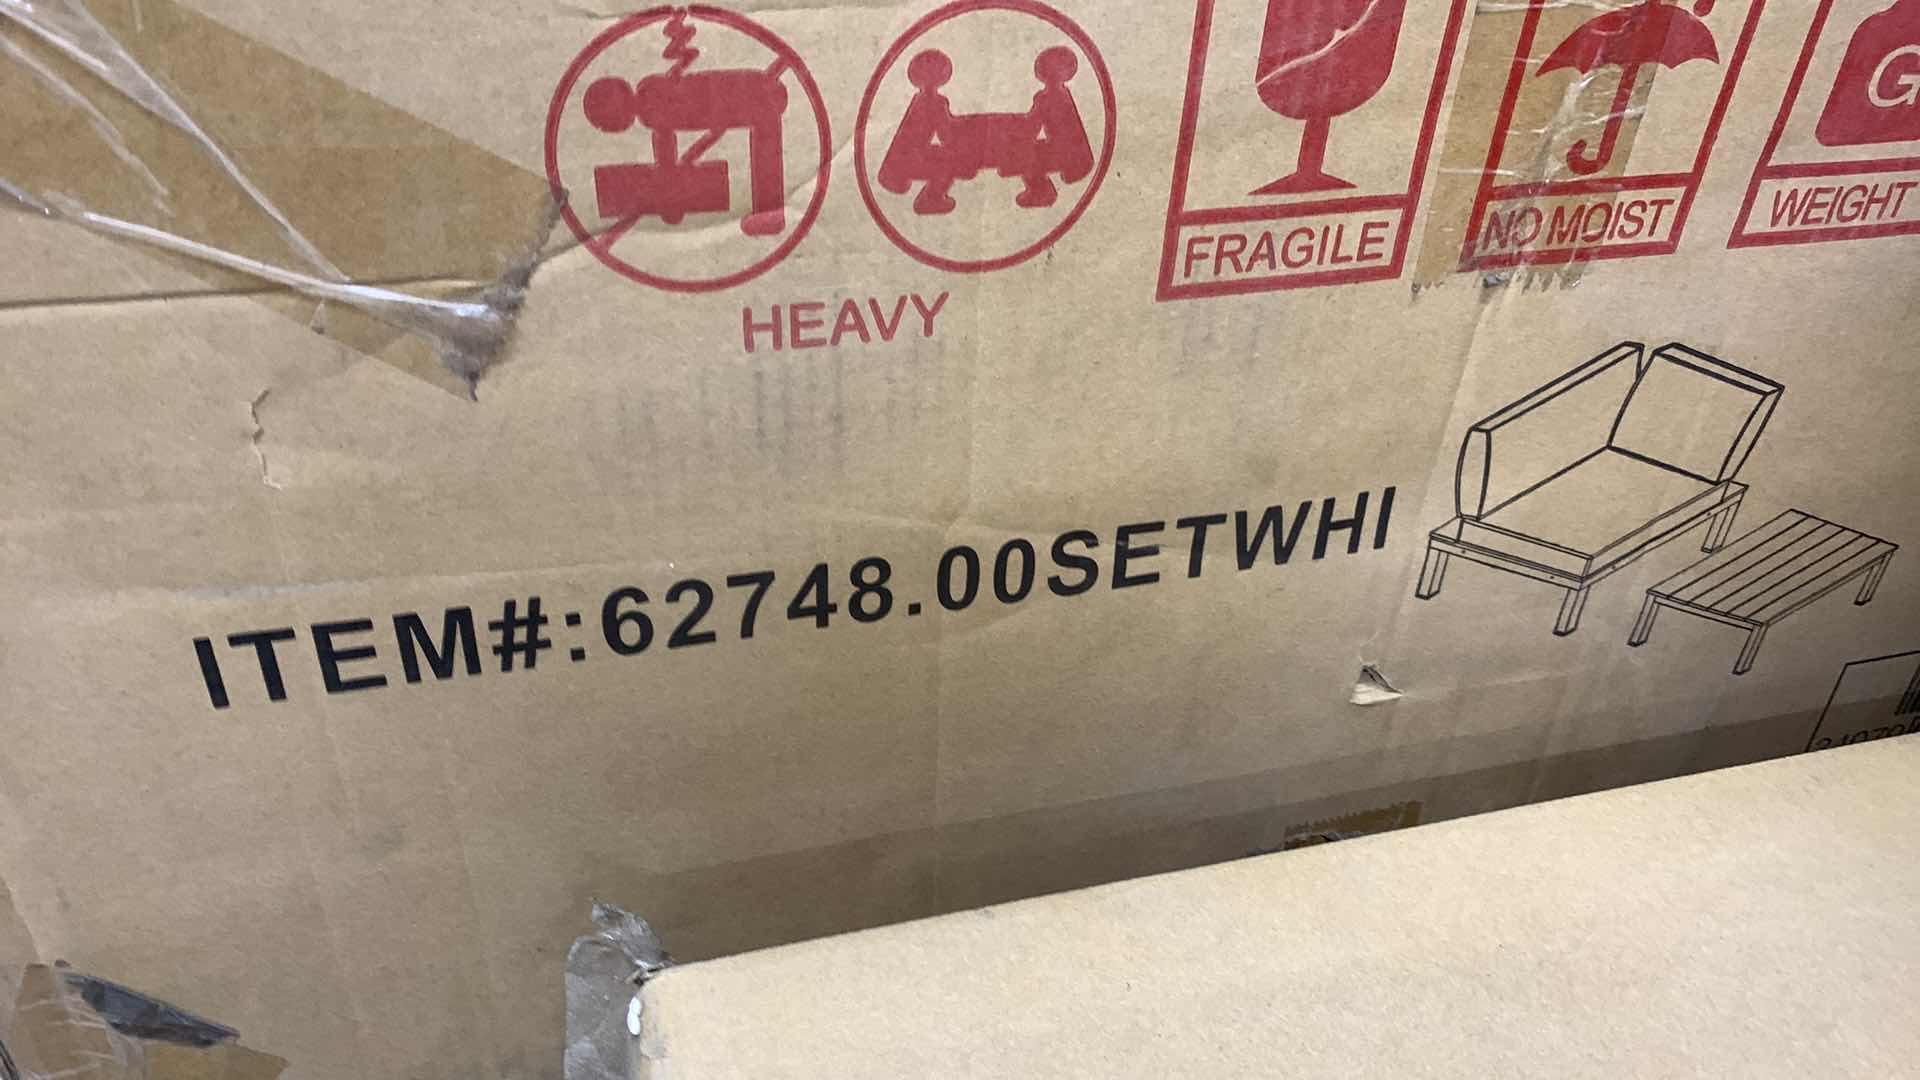 FRAGILE
NO MOIST
WEIGHT
HEAVY
ITEM#:62748.00SETWHI